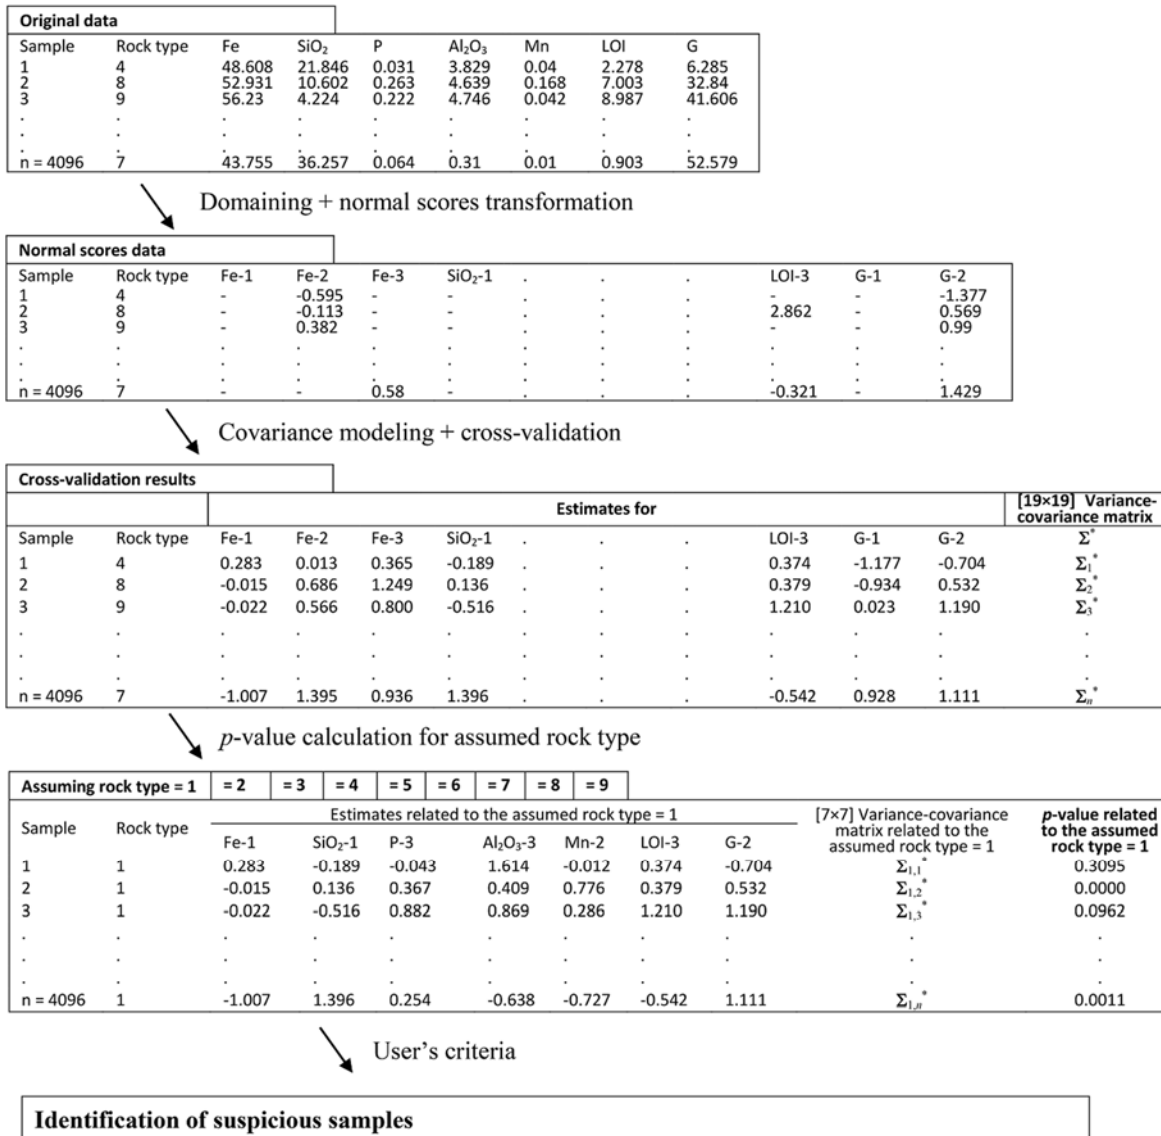 Original data
Sample Rock type Fe SiO₂ P Al₂O₃ Mn LOI G
1 4 48.608 21.846 0.031 3.829 0.04 2.278 6.285
2 8 52.931 10.602 0.263 4.639 0.168 7.003 32.84
3 9 56.23 4.224 0.222 4.746 0.042 8.987 41.606
. . . . . . . . .
. . . . . . . . .
. . . . . . . . .
n = 4096 7 43.755 36.257 0.064 0.31 0.01 0.903 52.579
Domaining + normal scores transformation
Normal scores data
Sample Rock type Fe-1 Fe-2 Fe-3 SiO₂-1 . . . LOI-3 G-1 G-2
1 4 - -0.595 - - . . . - - -1.377
2 8 - -0.113 - - . . . 2.862 - 0.569
3 9 - 0.382 - - . . . - - 0.99
. . . . . . . . . . . .
. . . . . . . . . . . .
. . . . . . . . . . . .
n = 4096 7 - - 0.58 - . . . -0.321 - 1.429
Covariance modeling + cross-validation
Cross-validation results
Estimates for [19×19] Variance-
covariance matrix
Sample Rock type Fe-1 Fe-2 Fe-3 SiO₂-1 . . . LOI-3 G-1 G-2 Σ*
1 4 0.283 0.013 0.365 -0.189 . . . 0.374 -1.177 -0.704 Σ₁*
2 8 -0.015 0.686 1.249 0.136 . . . 0.379 -0.934 0.532 Σ₂*
3 9 -0.022 0.566 0.800 -0.516 . . . 1.210 0.023 1.190 Σ₃*
. . . . . . . . . . . . .
. . . . . . . . . . . . .
. . . . . . . . . . . . .
n = 4096 7 -1.007 1.395 0.936 1.396 . . . -0.542 0.928 1.111 Σₙ*
p-value calculation for assumed rock type
Assuming rock type = 1 = 2 = 3 = 4 = 5 = 6 = 7 = 8 = 9
Estimates related to the assumed rock type = 1 [7×7] Variance-covariance matrix related to the assumed rock type = 1 p-value related to the assumed rock type = 1
Sample Rock type Fe-1 SiO₂-1 P-3 Al₂O₃-3 Mn-2 LOI-3 G-2
1 1 0.283 -0.189 -0.043 1.614 -0.012 0.374 -0.704 Σ₁,₁* 0.3095
2 1 -0.015 0.136 0.367 0.409 0.776 0.379 0.532 Σ₁,₂* 0.0000
3 1 -0.022 -0.516 0.882 0.869 0.286 1.210 1.190 Σ₁,₃* 0.0962
. . . . . . . . . . .
. . . . . . . . . . .
. . . . . . . . . . .
n = 4096 1 -1.007 1.396 0.254 -0.638 -0.727 -0.542 1.111 Σ₁,ₙ* 0.0011
User's criteria
Identification of suspicious samples